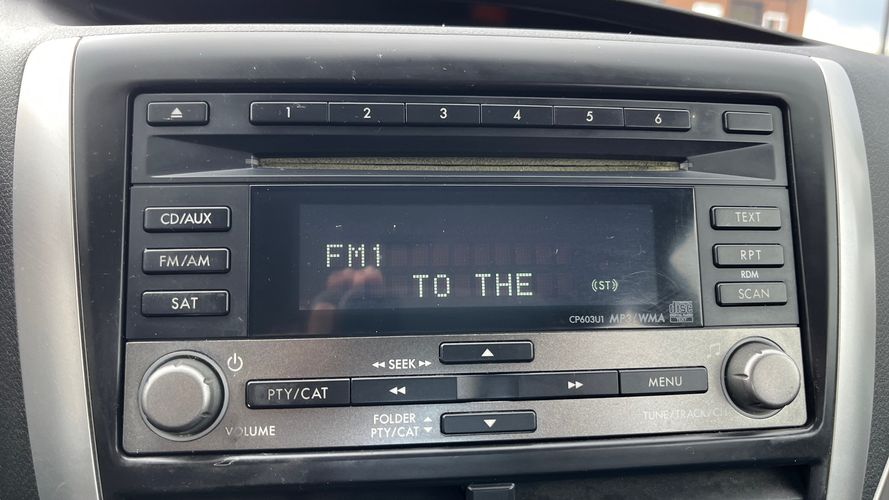 1 2 3 4 5 6
CD/AUX
TEXT
FM/AM
FM1
RPT
RDM
SAT
TO THE
(ST)
SCAN
CP603U1 MP3/WMA
SEEK
PTY/CAT
MENU
VOLUME
FOLDER
PTY/CAT
TUNE/TRACK/CH